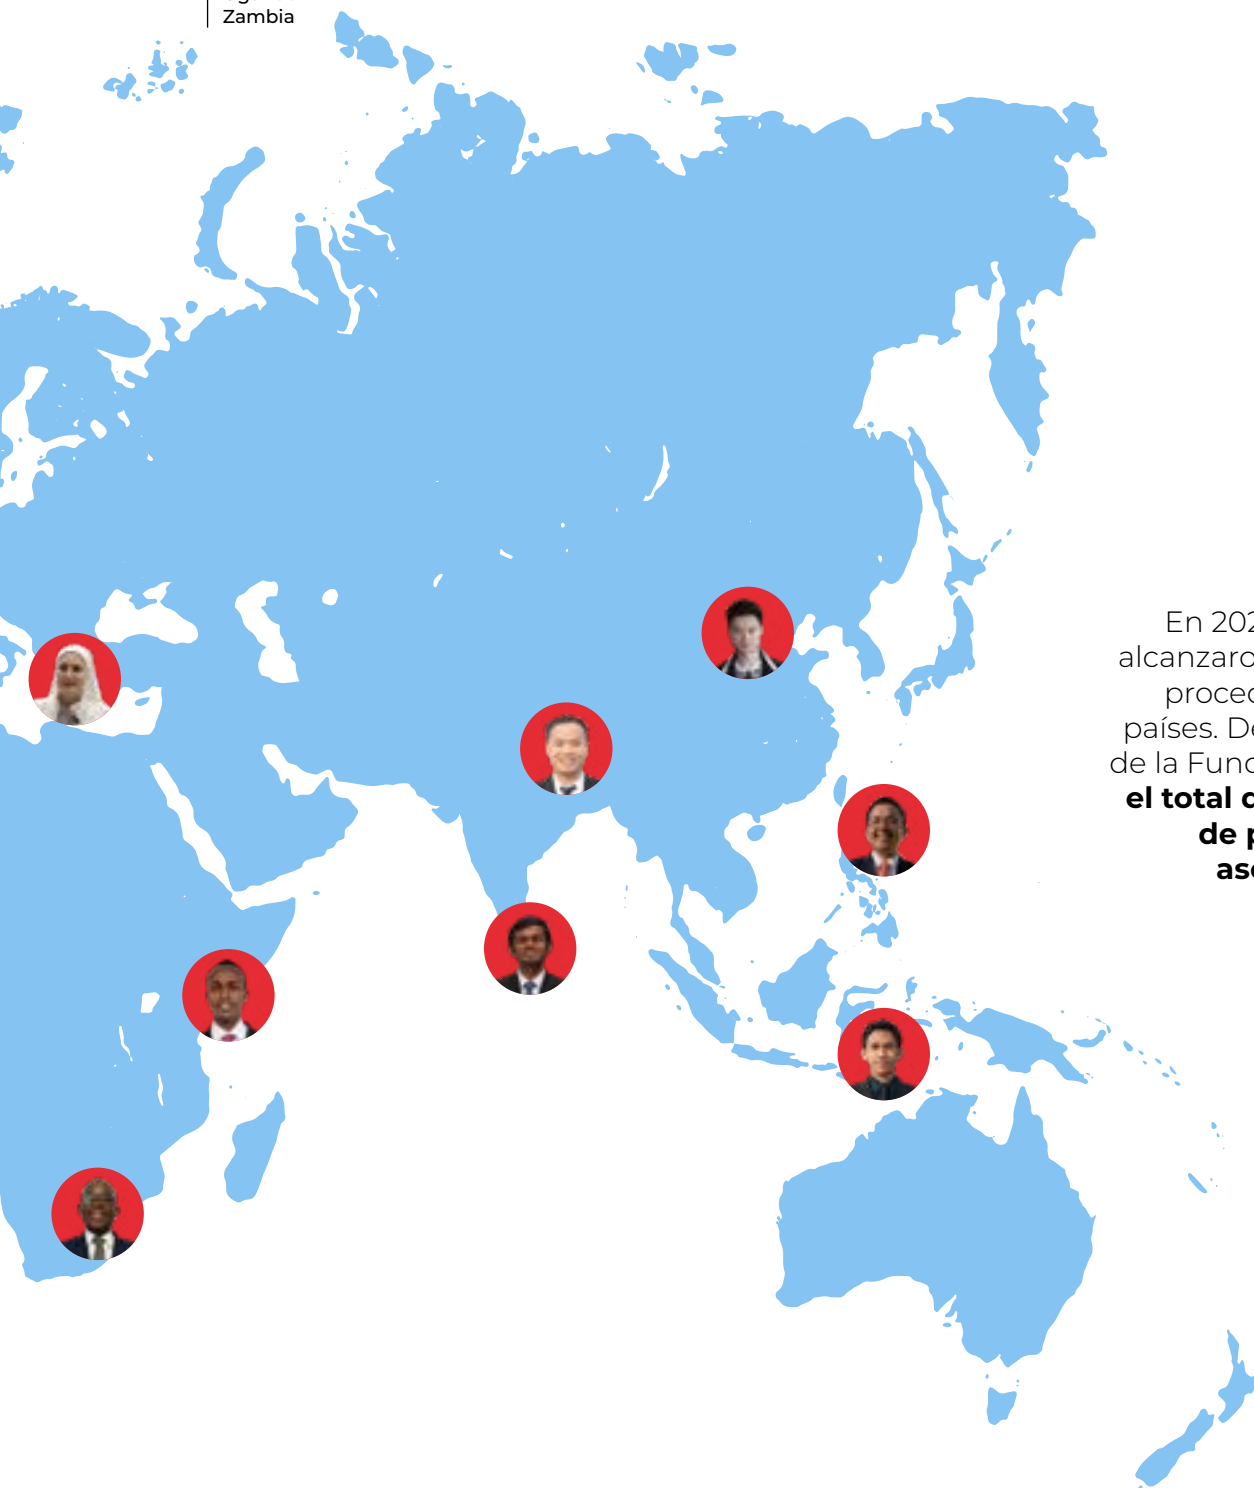 Zambia
En 202
alcanzaro
proced
países. De
de la Func
el total d
de p
aso